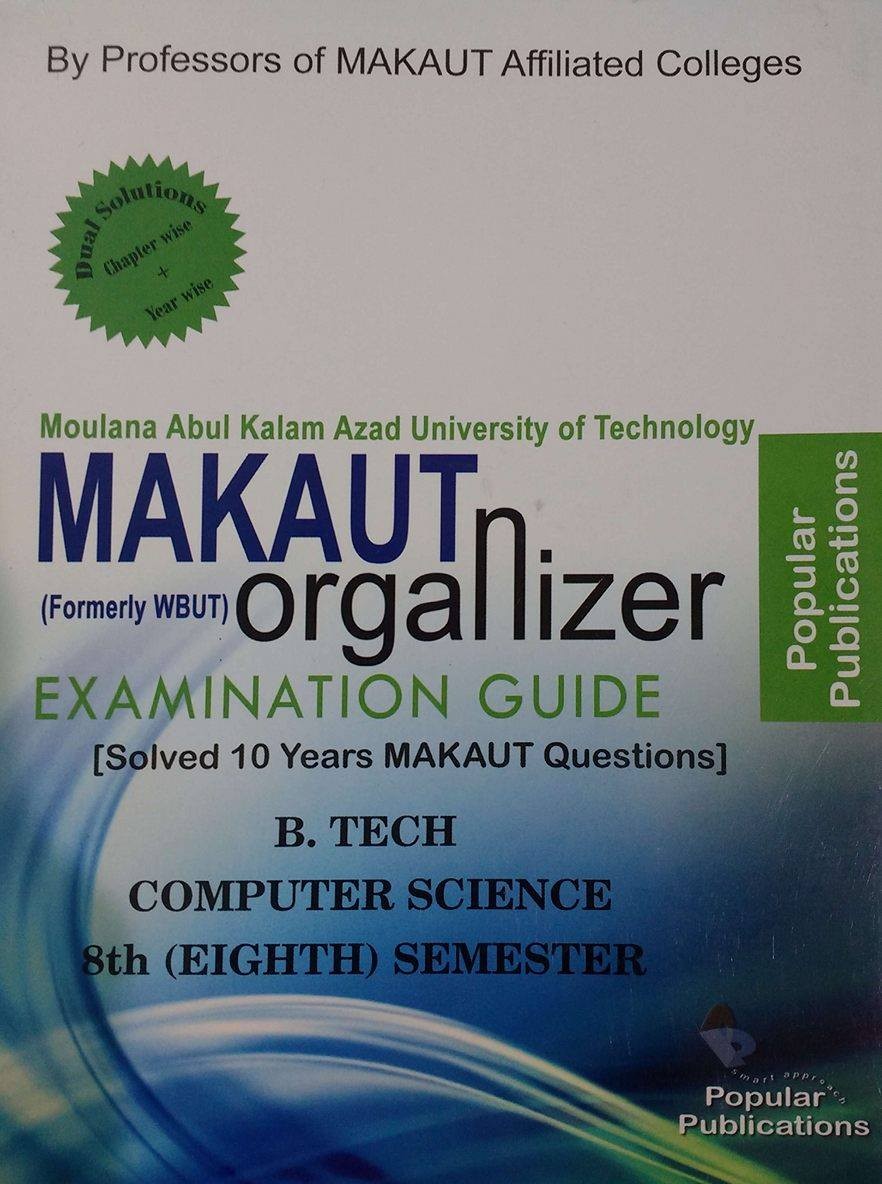 By Professors of MAKAUT Affiliated Colleges
Dual Solutions
Chapter wise
+
Year wise
Moulana Abul Kalam Azad University of Technology
MAKAUT
(Formerly WBUT)
organizer
EXAMINATION GUIDE
[Solved 10 Years MAKAUT Questions]
B. TECH
COMPUTER SCIENCE
8th (EIGHTH) SEMESTER
Popular
Publications
smart approach
Popular
Publications